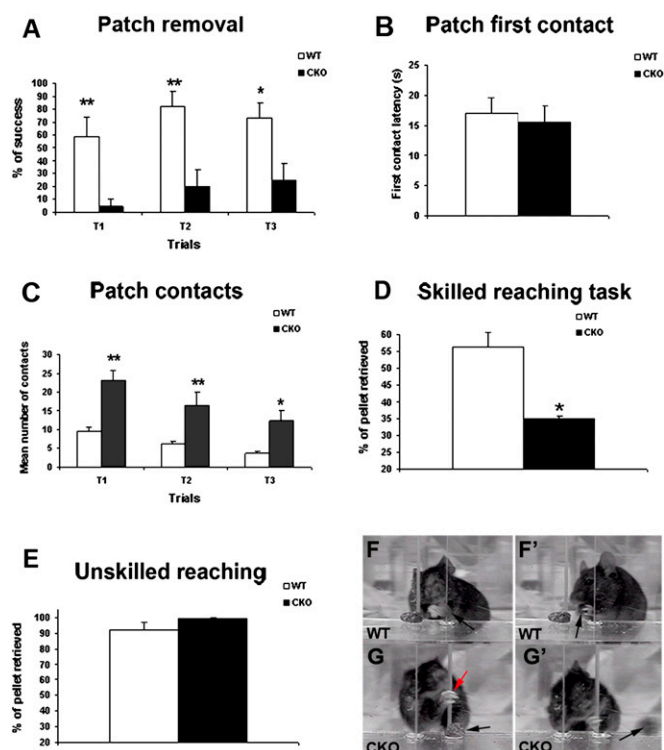 A Patch removal
WT
CKO
**
**
*
100
90
80
70
60
50
40
30
20
10
0
% of success
T1 T2 T3
Trials
B Patch first contact
WT
CKO
25
20
15
10
5
0
First contact latency (s)
C Patch contacts
WT
CKO
**
**
*
30
25
20
15
10
5
0
Mean number of contacts
T1 T2 T3
Trials
D Skilled reaching task
WT
CKO
60
55
50
45
40
35
30
25
20
*
% of pellet retrieved
E Unskilled reaching
WT
CKO
100
90
80
70
60
50
40
30
20
% of pellet retrieved
F F'
WT WT
G G'
CKO CKO